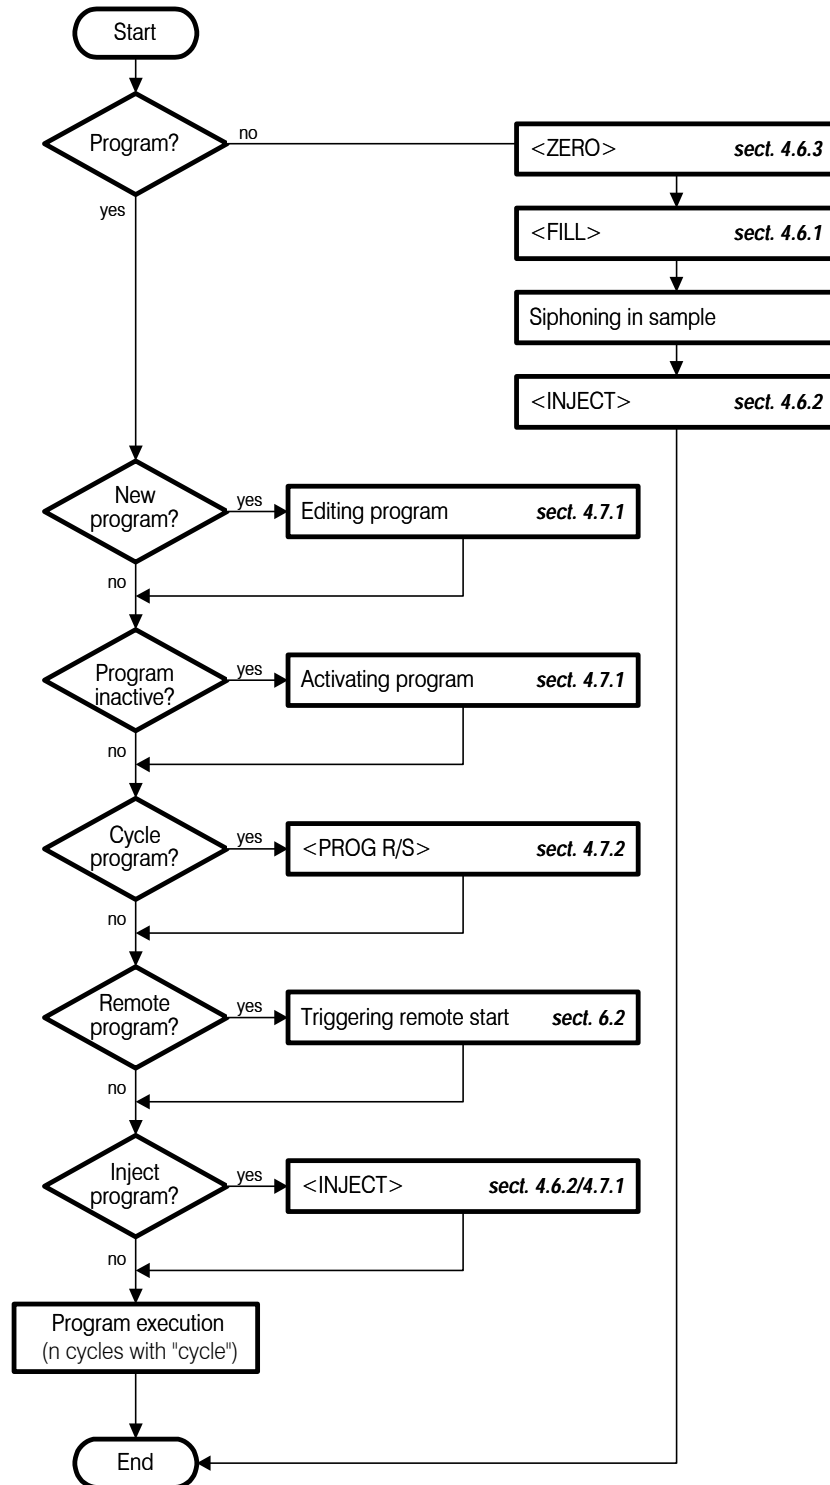 Start
Program?
no
yes
<ZERO> sect. 4.6.3
<FILL> sect. 4.6.1
Siphoning in sample
<INJECT> sect. 4.6.2
New
program?
yes
Editing program sect. 4.7.1
no
Program
inactive?
yes
Activating program sect. 4.7.1
no
Cycle
program?
yes
<PROG R/S> sect. 4.7.2
no
Remote
program?
yes
Triggering remote start sect. 6.2
no
Inject
program?
yes
<INJECT> sect. 4.6.2/4.7.1
no
Program execution
(n cycles with "cycle")
End